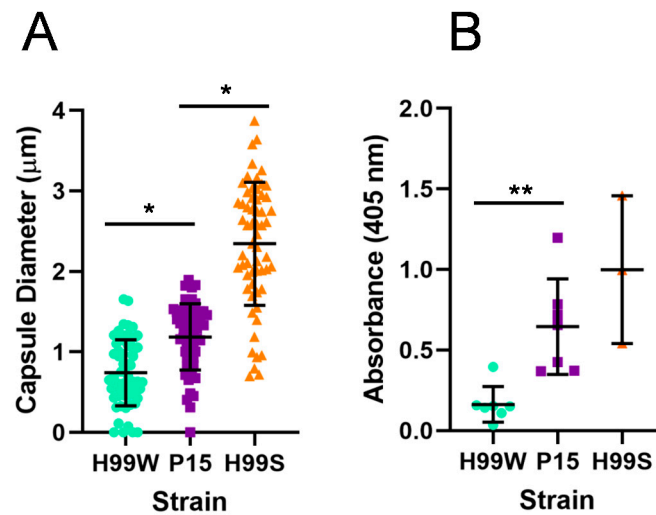 A
Capsule Diameter (μm)
4
3
2
1
0
*
*
H99W P15 H99S
Strain
B
Absorbance (405 nm)
2.0
1.5
1.0
0.5
0.0
**
H99W P15 H99S
Strain